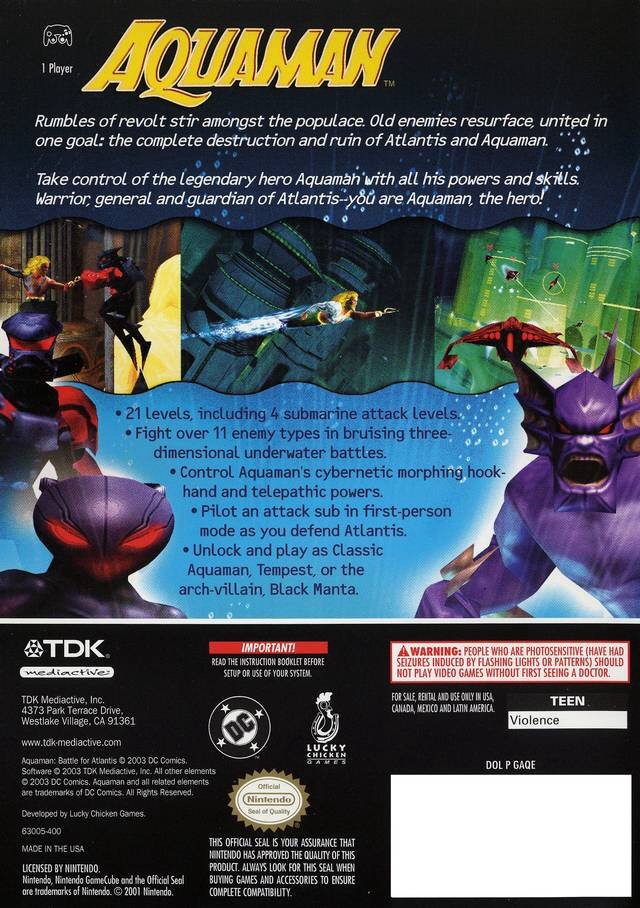 1 Player
AQUAMAN™
Rumbles of revolt stir amongst the populace. Old enemies resurface, united in
one goal: the complete destruction and ruin of Atlantis and Aquaman.
Take control of the legendary hero Aquaman with all his powers and skills.
Warrior, general and guardian of Atlantis--you are Aquaman, the hero!
• 21 levels, including 4 submarine attack levels.
• Fight over 11 enemy types in bruising three-
dimensional underwater battles.
• Control Aquaman's cybernetic morphing hook-
hand and telepathic powers.
• Pilot an attack sub in first-person
mode as you defend Atlantis.
• Unlock and play as Classic
Aquaman, Tempest, or the
arch-villain, Black Manta.
TDK®
mediactive
TDK Mediactive, Inc.
4373 Park Terrace Drive,
Westlake Village, CA 91361
www.tdk-mediactive.com
Aquaman: Battle for Atlantis © 2003 DC Comics.
Software © 2003 TDK Mediactive, Inc. All other elements
© 2003 DC Comics. Aquaman and all related elements
are trademarks of DC Comics. All Rights Reserved.
Developed by Lucky Chicken Games.
63005-400
MADE IN THE USA
LICENSED BY NINTENDO.
Nintendo, Nintendo GameCube and the Official Seal
are trademarks of Nintendo. © 2001 Nintendo.
IMPORTANT!
READ THE INSTRUCTION BOOKLET BEFORE
SETUP OR USE OF YOUR SYSTEM.
DC
LUCKY
CHICKEN
GAMES
Official
Nintendo
Seal of Quality
THIS OFFICIAL SEAL IS YOUR ASSURANCE THAT
NINTENDO HAS APPROVED THE QUALITY OF THIS
PRODUCT. ALWAYS LOOK FOR THIS SEAL WHEN
BUYING GAMES AND ACCESSORIES TO ENSURE
COMPLETE COMPATIBILITY.
WARNING: PEOPLE WHO ARE PHOTOSENSITIVE (HAVE HAD
SEIZURES INDUCED BY FLASHING LIGHTS OR PATTERNS) SHOULD
NOT PLAY VIDEO GAMES WITHOUT FIRST SEEING A DOCTOR.
FOR SALE, RENTAL AND USE ONLY IN USA,
CANADA, MEXICO AND LATIN AMERICA.
TEEN
Violence
DOL P GAQE